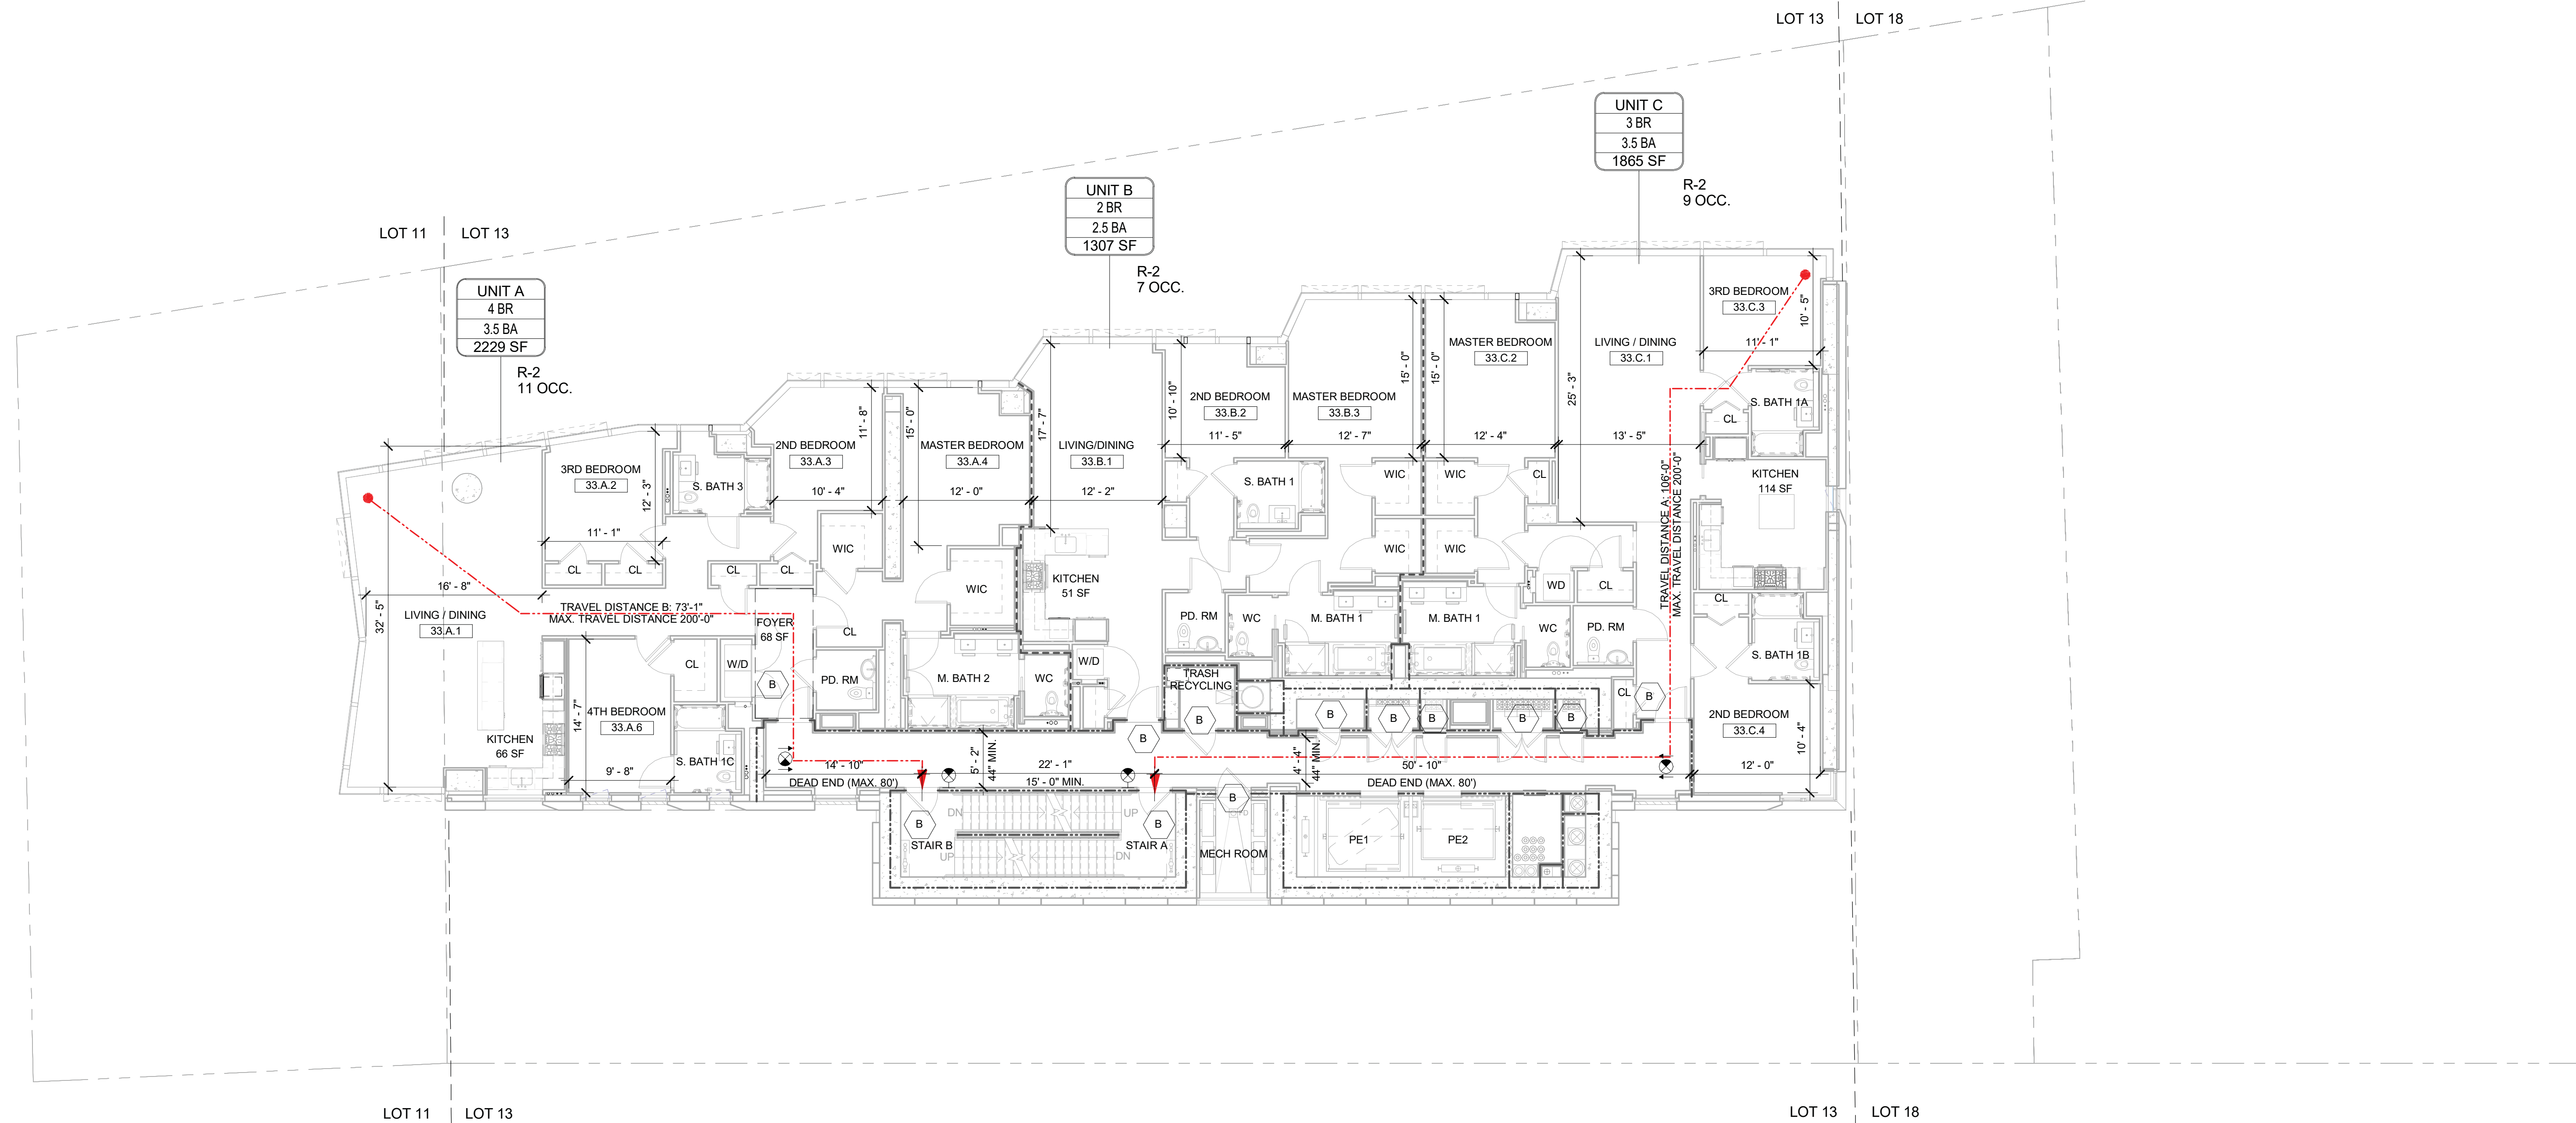 LOT 13
LOT 18
UNIT C
3 BR
3.5 BA
1865 SF
R-2
9 OCC.
UNIT B
2 BR
2.5 BA
1307 SF
R-2
7 OCC.
LOT 11
LOT 13
UNIT A
4 BR
3.5 BA
2229 SF
R-2
11 OCC.
32' - 5"
16' - 8"
LIVING / DINING
33.A.1
KITCHEN
66 SF
3RD BEDROOM
33.A.2
12' - 3"
11' - 1"
CL
CL
S. BATH 3
CL
CL
2ND BEDROOM
33.A.3
11' - 8"
10' - 4"
WIC
TRAVEL DISTANCE B: 73'-1"
MAX. TRAVEL DISTANCE 200'-0"
FOYER
68 SF
CL
CL
W/D
B
PD. RM
4TH BEDROOM
33.A.6
14' - 7"
9' - 8"
S. BATH 1C
15' - 0"
MASTER BEDROOM
33.A.4
12' - 0"
WIC
M. BATH 2
WC
17' - 7"
LIVING/DINING
33.B.1
12' - 2"
KITCHEN
51 SF
W/D
10' - 10"
2ND BEDROOM
33.B.2
11' - 5"
S. BATH 1
MASTER BEDROOM
33.B.3
15' - 0"
12' - 7"
WIC
WIC
PD. RM
WC
M. BATH 1
TRASH
RECYCLING
B
B
15' - 0"
MASTER BEDROOM
33.C.2
12' - 4"
WIC
CL
WIC
WD
CL
M. BATH 1
WC
PD. RM
CL
B
25' - 3"
LIVING / DINING
33.C.1
13' - 5"
TRAVEL DISTANCE A: 106'-0"
MAX. TRAVEL DISTANCE 200'-0"
3RD BEDROOM
33.C.3
10' - 5"
11' - 1"
CL
S. BATH 1A
KITCHEN
114 SF
CL
S. BATH 1B
2ND BEDROOM
33.C.4
10' - 4"
12' - 0"
B
B
B
B
B
14' - 10"
DEAD END (MAX. 80')
5' - 2"
44" MIN.
22' - 1"
15' - 0" MIN.
4' - 4"
44" MIN.
50' - 10"
DEAD END (MAX. 80')
B
DN
UP
B
B
STAIR B
UP
DN
STAIR A
MECH ROOM
PE1
PE2
LOT 11
LOT 13
LOT 13
LOT 18